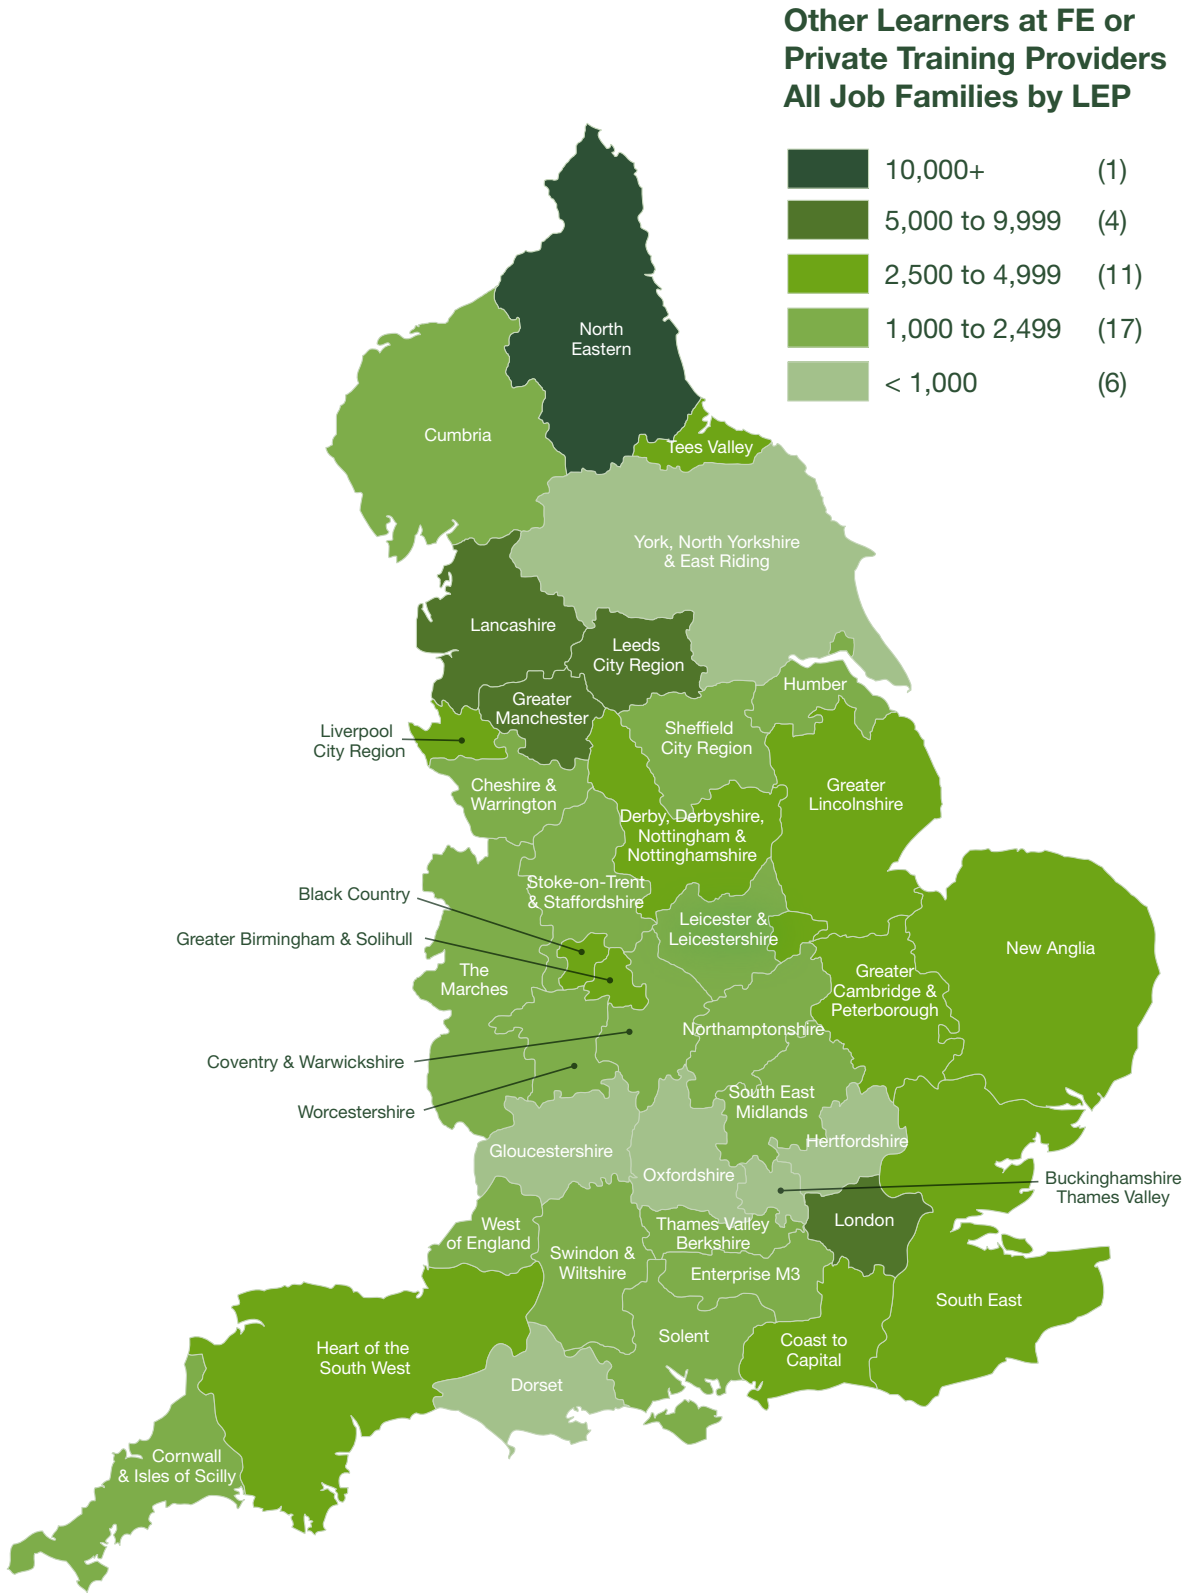 Other Learners at FE or
Private Training Providers
All Job Families by LEP
10,000+ (1)
5,000 to 9,999 (4)
2,500 to 4,999 (11)
1,000 to 2,499 (17)
< 1,000 (6)
North
Eastern
Cumbria
Tees Valley
York, North Yorkshire
& East Riding
Lancashire
Leeds
City Region
Humber
Greater
Manchester
Liverpool
City Region
Sheffield
City Region
Cheshire &
Warrington
Greater
Lincolnshire
Derby, Derbyshire,
Nottingham &
Nottinghamshire
Stoke-on-Trent
& Staffordshire
Black Country
Leicester &
Leicestershire
Greater Birmingham & Solihull
New Anglia
The
Marches
Greater
Cambridge &
Peterborough
Northamptonshire
Coventry & Warwickshire
South East
Midlands
Worcestershire
Hertfordshire
Gloucestershire
Oxfordshire
Buckinghamshire
Thames Valley
London
West
of England
Thames Valley
Berkshire
Swindon &
Wiltshire
Enterprise M3
South East
Solent
Coast to
Capital
Heart of the
South West
Dorset
Cornwall
& Isles of Scilly